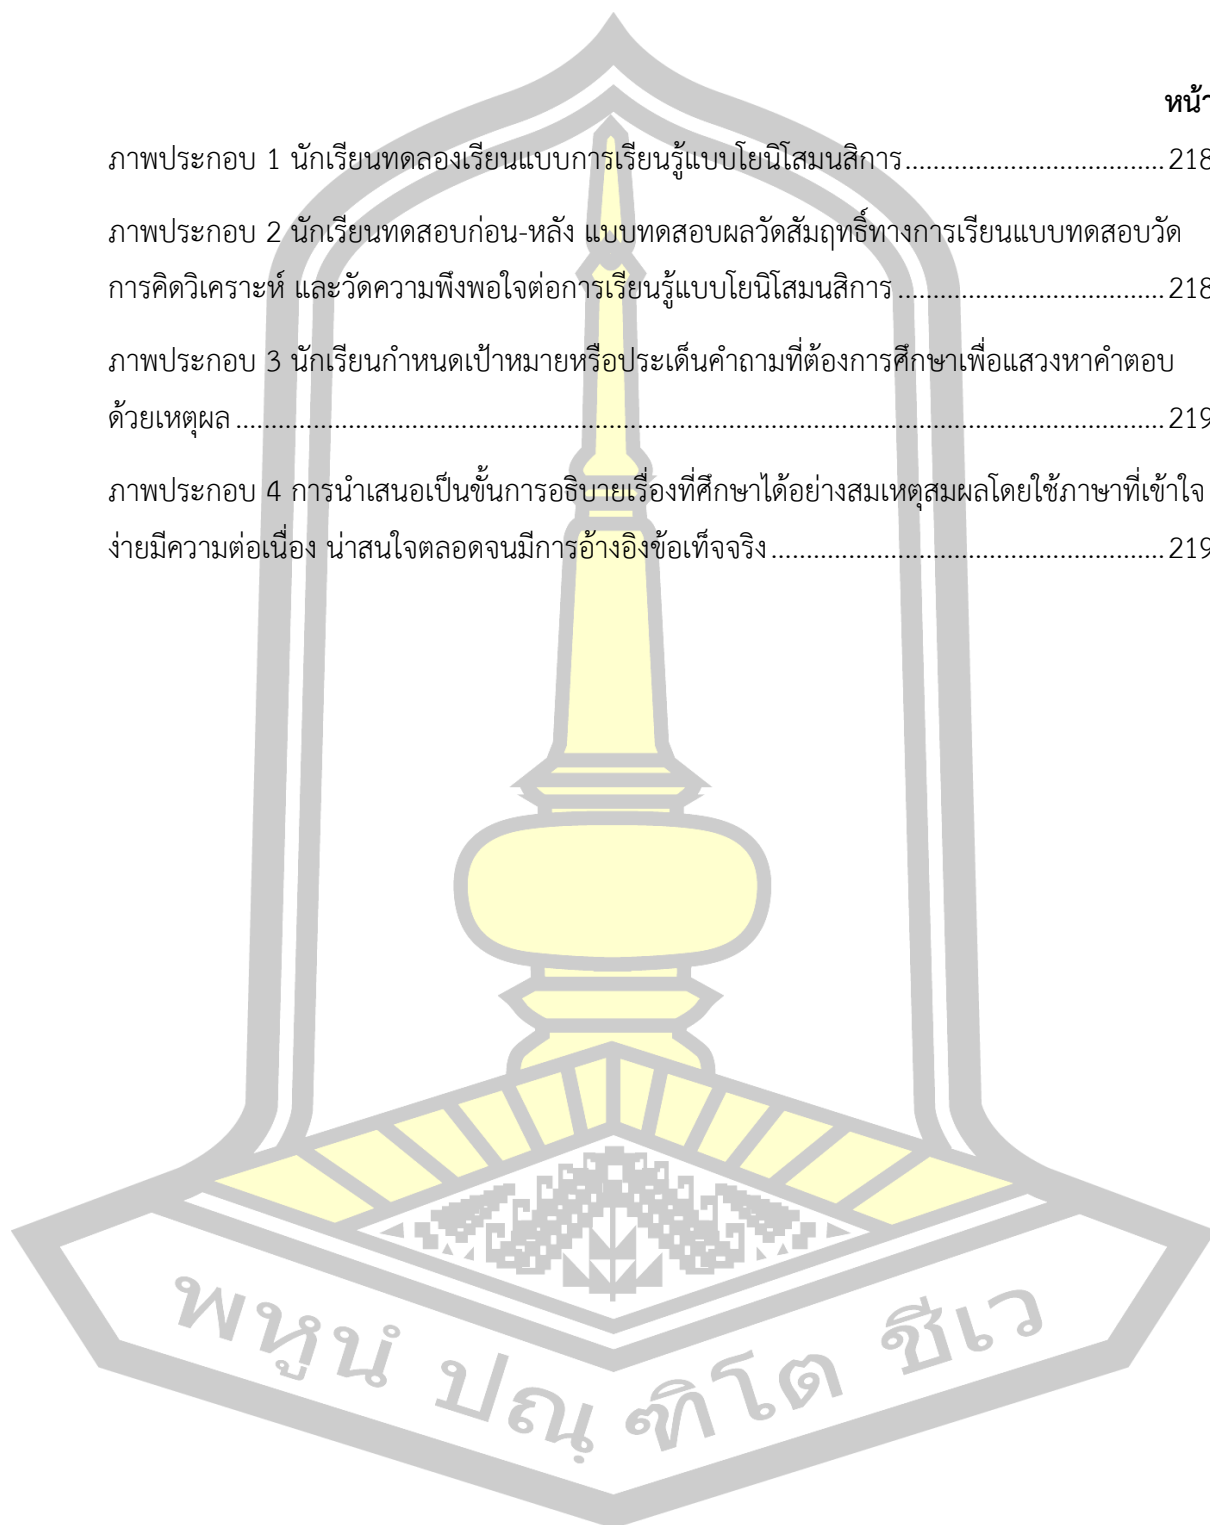 หน้า
ภาพประกอบ 1 นักเรียนทดลองเรียนแบบการเรียนรู้แบบโยนิโสมนสิการ.................................218
ภาพประกอบ 2 นักเรียนทดสอบก่อน-หลัง แบบทดสอบผลวัดสัมฤทธิ์ทางการเรียนแบบทดสอบวัด
การคิดวิเคราะห์ และวัดความพึงพอใจต่อการเรียนรู้แบบโยนิโสมนสิการ..................................218
ภาพประกอบ 3 นักเรียนกำหนดเป้าหมายหรือประเด็นคำถามที่ต้องการศึกษาเพื่อแสวงหาคำตอบ
ด้วยเหตุผล.....................................................................................................................219
ภาพประกอบ 4 การนำเสนอเป็นขั้นการอธิบายเรื่องที่ศึกษาได้อย่างสมเหตุสมผลโดยใช้ภาษาที่เข้าใจ
ง่ายมีความต่อเนื่อง น่าสนใจตลอดจนมีการอ้างอิงข้อเท็จจริง..................................................219
พหูนํ ปณฺฑิโต ชีเว